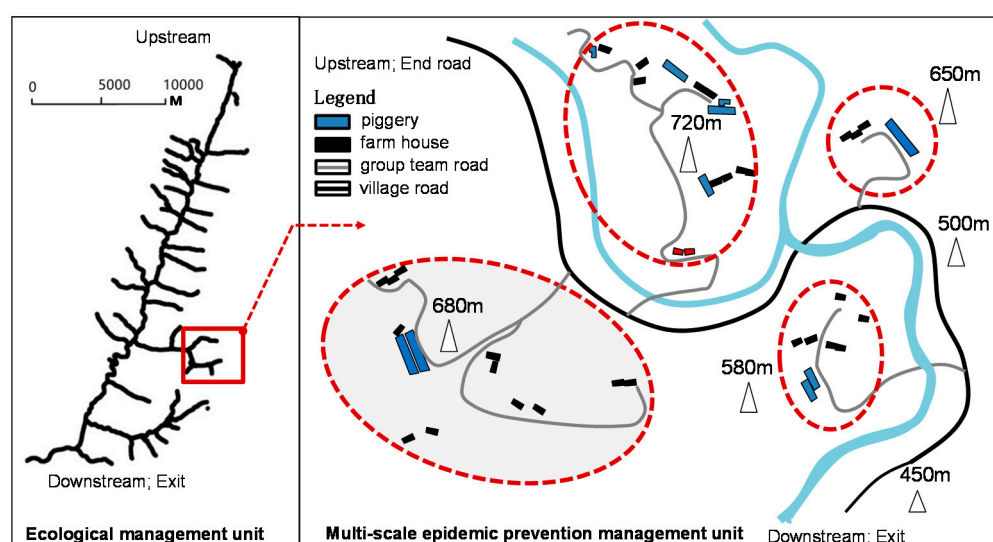 Upstream
0
5000
10000
M
Downstream; Exit
Ecological management unit
Upstream; End road
Legend
piggery
farm house
group team road
village road
720m
650m
500m
680m
580m
450m
Multi-scale epidemic prevention management unit
Downstream; Exit